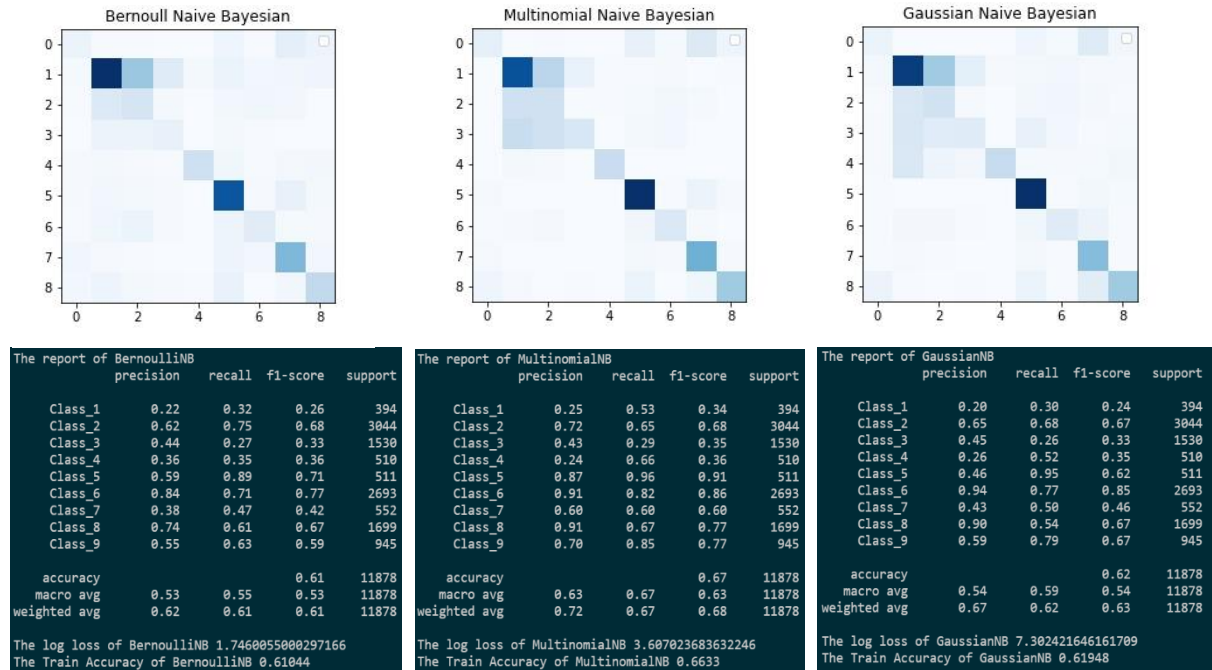 Bernoull Naive Bayesian
0
1
2
3
4
5
6
7
8
0 2 4 6 8
Multinomial Naive Bayesian
0
1
2
3
4
5
6
7
8
0 2 4 6 8
Gaussian Naive Bayesian
0
1
2
3
4
5
6
7
8
0 2 4 6 8
The report of BernoulliNB
precision recall f1-score support
Class_1 0.22 0.32 0.26 394
Class_2 0.62 0.75 0.68 3044
Class_3 0.44 0.27 0.33 1530
Class_4 0.36 0.35 0.36 510
Class_5 0.59 0.89 0.71 511
Class_6 0.84 0.71 0.77 2693
Class_7 0.38 0.47 0.42 552
Class_8 0.74 0.61 0.67 1699
Class_9 0.55 0.63 0.59 945
accuracy 0.61 11878
macro avg 0.53 0.55 0.53 11878
weighted avg 0.62 0.61 0.61 11878
The log loss of BernoulliNB 1.7460055000297166
The Train Accuracy of BernoulliNB 0.61044
The report of MultinomialNB
precision recall f1-score support
Class_1 0.25 0.53 0.34 394
Class_2 0.72 0.65 0.68 3044
Class_3 0.43 0.29 0.35 1530
Class_4 0.24 0.66 0.36 510
Class_5 0.87 0.96 0.91 511
Class_6 0.91 0.82 0.86 2693
Class_7 0.60 0.60 0.60 552
Class_8 0.91 0.67 0.77 1699
Class_9 0.70 0.85 0.77 945
accuracy 0.67 11878
macro avg 0.63 0.67 0.63 11878
weighted avg 0.72 0.67 0.68 11878
The log loss of MultinomialNB 3.607023683632246
The Train Accuracy of MultinomialNB 0.6633
The report of GaussianNB
precision recall f1-score support
Class_1 0.20 0.30 0.24 394
Class_2 0.65 0.68 0.67 3044
Class_3 0.45 0.26 0.33 1530
Class_4 0.26 0.52 0.35 510
Class_5 0.46 0.95 0.62 511
Class_6 0.94 0.77 0.85 2693
Class_7 0.43 0.50 0.46 552
Class_8 0.90 0.54 0.67 1699
Class_9 0.59 0.79 0.67 945
accuracy 0.62 11878
macro avg 0.54 0.59 0.54 11878
weighted avg 0.67 0.62 0.63 11878
The log loss of GaussianNB 7.302421646161709
The Train Accuracy of GaussianNB 0.61948